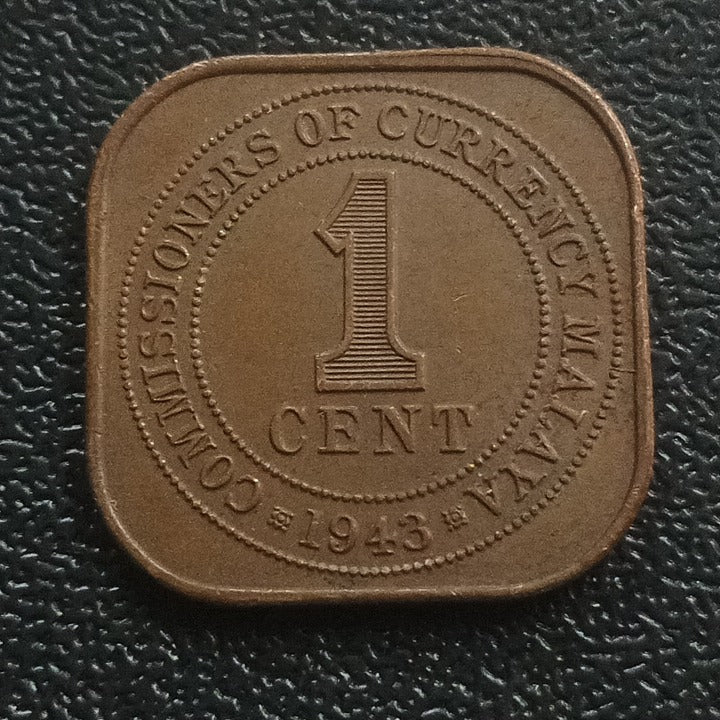 COMMISSIONERS OF CURRENCY MALAYA
1
CENT
1943